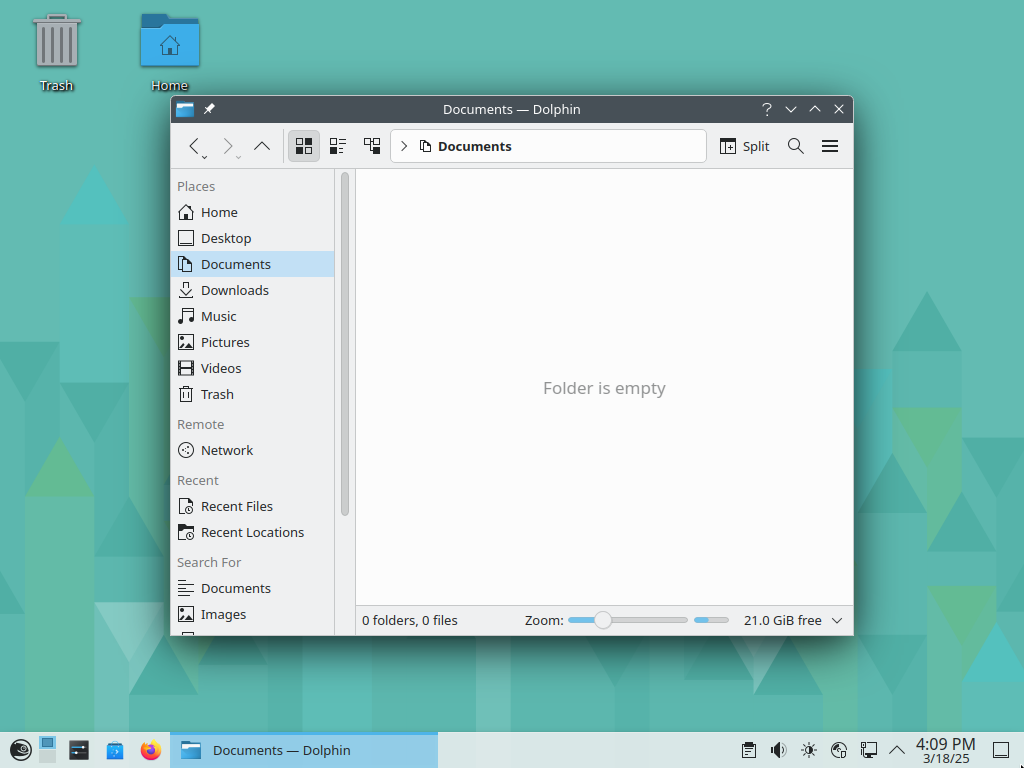 Trash
Home
Documents — Dolphin
Documents
Split
Places
Home
Desktop
Documents
Downloads
Music
Pictures
Videos
Trash
Remote
Network
Recent
Recent Files
Recent Locations
Search For
Documents
Images
Folder is empty
0 folders, 0 files
Zoom:
21.0 GiB free
Documents — Dolphin
4:09 PM
3/18/25